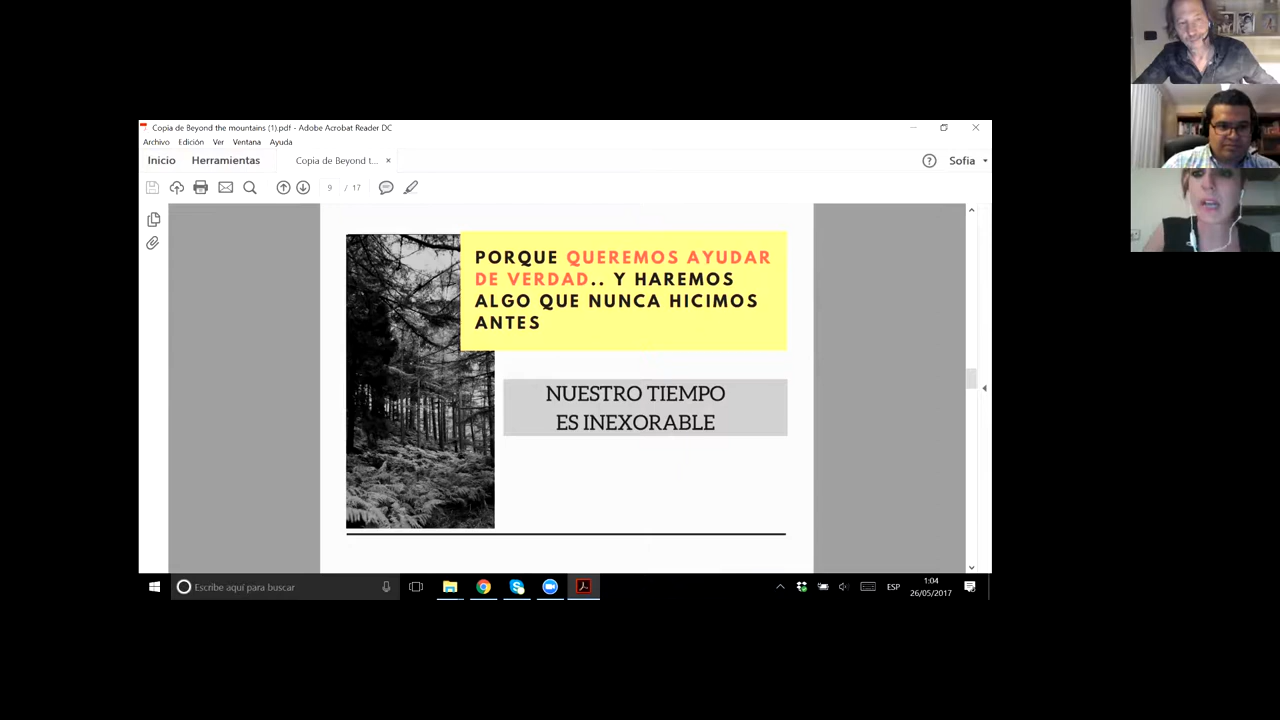 Copia de Beyond the mountains (1).pdf - Adobe Acrobat Reader DC
Archivo Edición Ver Ventana Ayuda
Inicio Herramientas Copia de Beyond t... × Sofia
9 / 17
PORQUE QUEREMOS AYUDAR
DE VERDAD.. Y HAREMOS
ALGO QUE NUNCA HICIMOS
ANTES
NUESTRO TIEMPO
ES INEXORABLE
Escribe aquí para buscar
ESP
1:04
26/05/2017